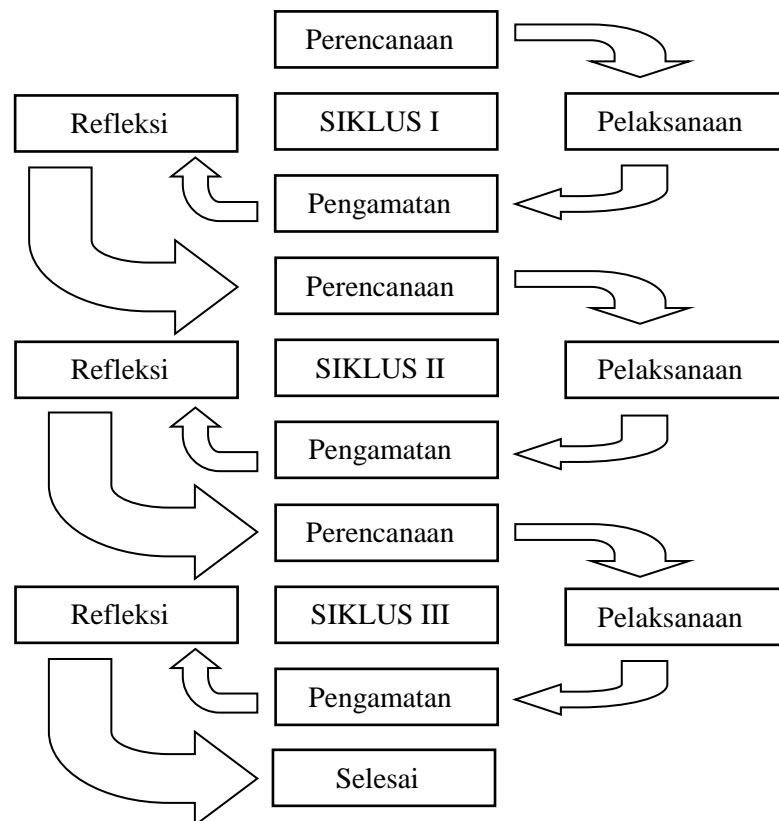 Perencanaan
Refleksi
SIKLUS I
Pelaksanaan
Pengamatan
Perencanaan
Refleksi
SIKLUS II
Pelaksanaan
Pengamatan
Perencanaan
Refleksi
SIKLUS III
Pelaksanaan
Pengamatan
Selesai